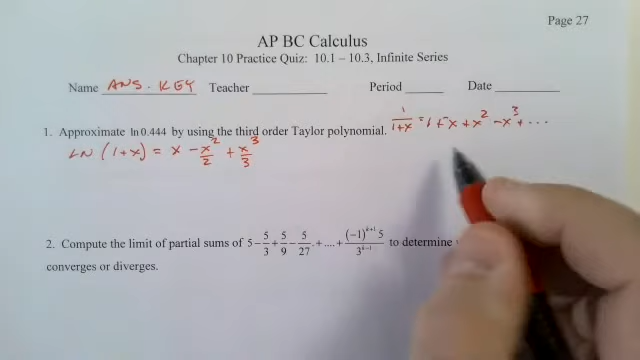 Page 27
AP BC Calculus
Chapter 10 Practice Quiz: 10.1 – 10.3, Infinite Series
Name ANS. KEY Teacher Period Date
1. Approximate ln 0.444 by using the third order Taylor polynomial. 1/(1+x) = 1 + -x + x² - x³ + ...
LN (1+x) = x - x²/2 + x³/3
2. Compute the limit of partial sums of 5 - 5/3 + 5/9 - 5/27 . + .... + (-1)^(k+1) 5 / 3^(k-1) to determine
converges or diverges.